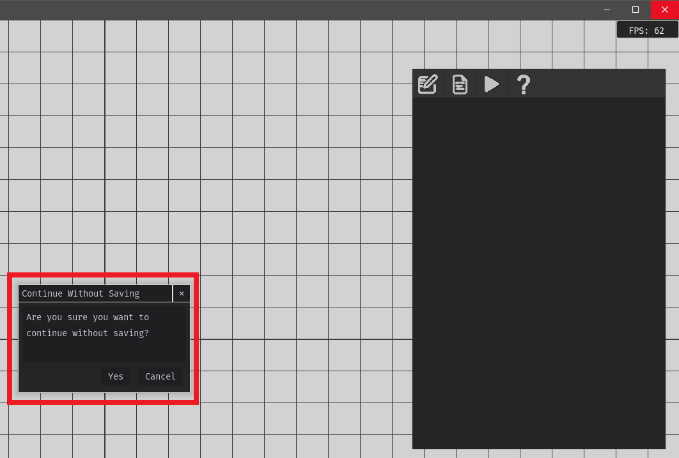 FPS: 62
Continue Without Saving ×
Are you sure you want to
continue without saving?
Yes Cancel